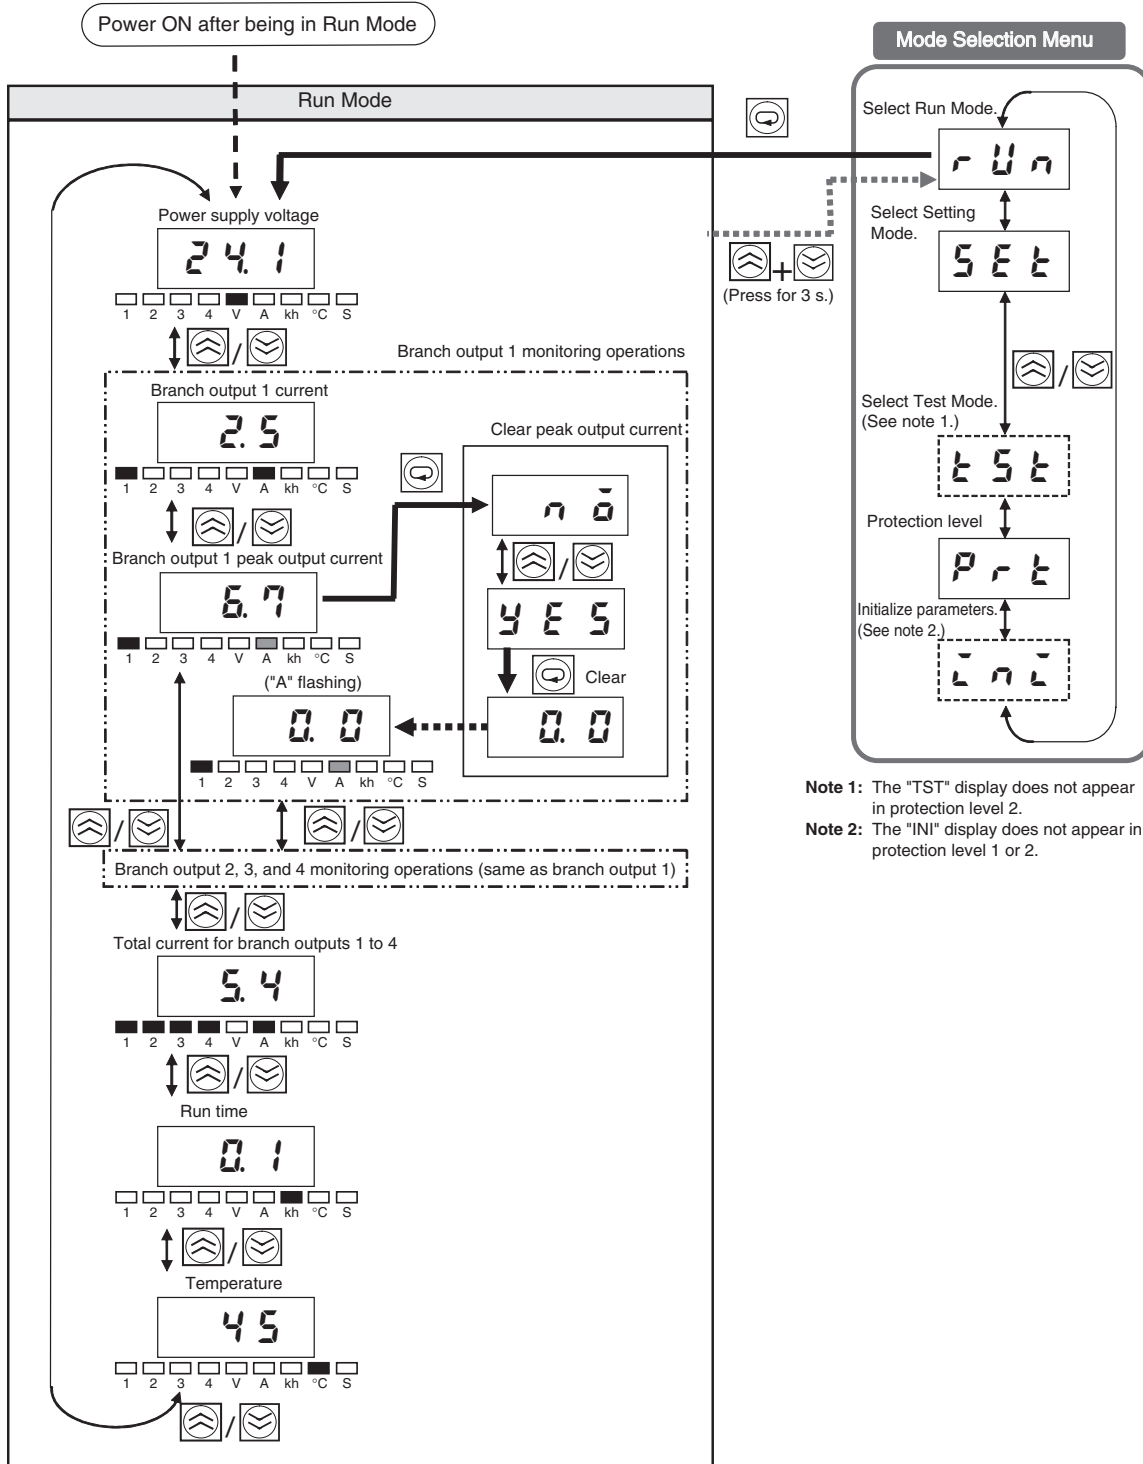 Power ON after being in Run Mode
Mode Selection Menu
Run Mode
Select Run Mode.
rUn
Power supply voltage
24.1
1 2 3 4 V A kh °C S
/
+
(Press for 3 s.)
Select Setting
Mode.
SEt
/
Branch output 1 monitoring operations
Branch output 1 current
2.5
1 2 3 4 V A kh °C S
/
Clear peak output current
no
/
YES
Clear
0.0
Branch output 1 peak output current
6.7
1 2 3 4 V A kh °C S
("A" flashing)
0.0
1 2 3 4 V A kh °C S
Select Test Mode.
(See note 1.)
tSt
Protection level
Prt
Initialize parameters.
(See note 2.)
ini
Note 1: The "TST" display does not appear
in protection level 2.
Note 2: The "INI" display does not appear in
protection level 1 or 2.
/
/
Branch output 2, 3, and 4 monitoring operations (same as branch output 1)
/
Total current for branch outputs 1 to 4
5.4
1 2 3 4 V A kh °C S
/
Run time
0.1
1 2 3 4 V A kh °C S
/
Temperature
45
1 2 3 4 V A kh °C S
/